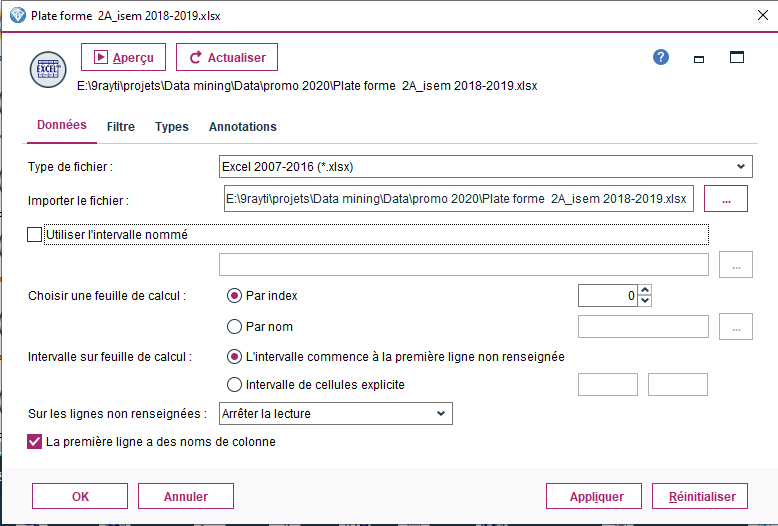 Plate forme  2A_isem 2018-2019.xlsx
EXCEL
Aperçu
Actualiser
?
E:\9rayti\projets\Data mining\Data\promo 2020\Plate forme  2A_isem 2018-2019.xlsx
Données Filtre Types Annotations
Type de fichier : Excel 2007-2016 (*.xlsx)
Importer le fichier : E:\9rayti\projets\Data mining\Data\promo 2020\Plate forme  2A_isem 2018-2019.xlsx ...
Utiliser l'intervalle nommé
...
Choisir une feuille de calcul : Par index 0
Par nom ...
Intervalle sur feuille de calcul : L'intervalle commence à la première ligne non renseignée
Intervalle de cellules explicite
Sur les lignes non renseignées : Arrêter la lecture
La première ligne a des noms de colonne
OK Annuler Appliquer Réinitialiser